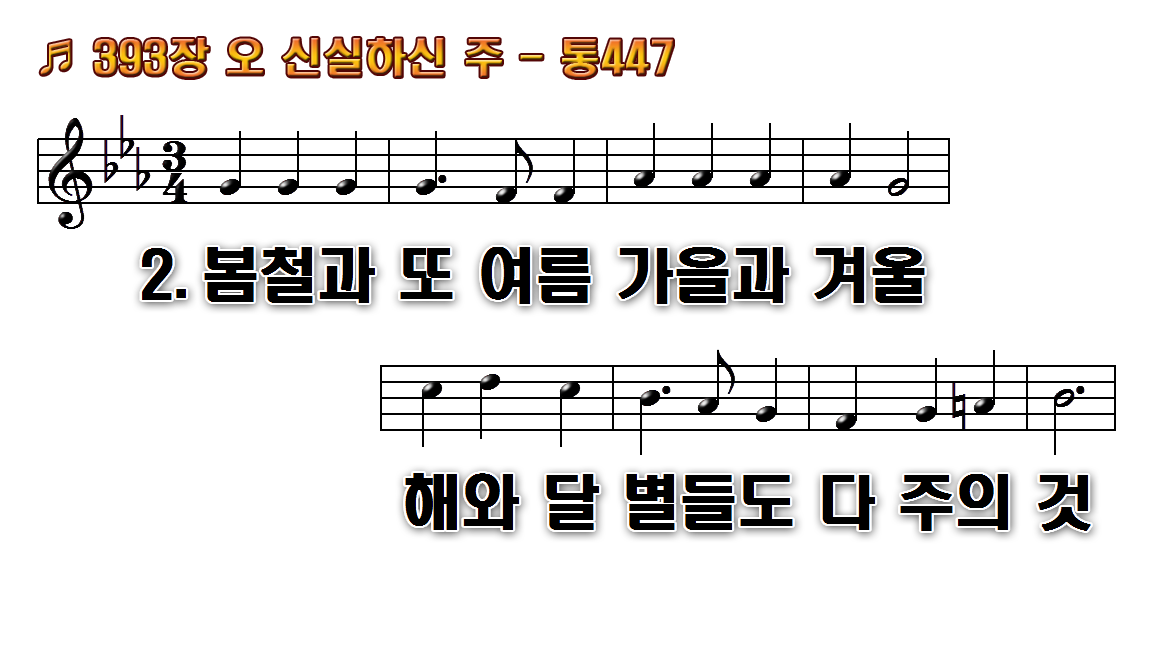 ♬ 393장 오 신실하신 주 - 통447
3
4
2. 봄철과 또 여름 가을과 겨울
해와 달 별들도 다 주의 것